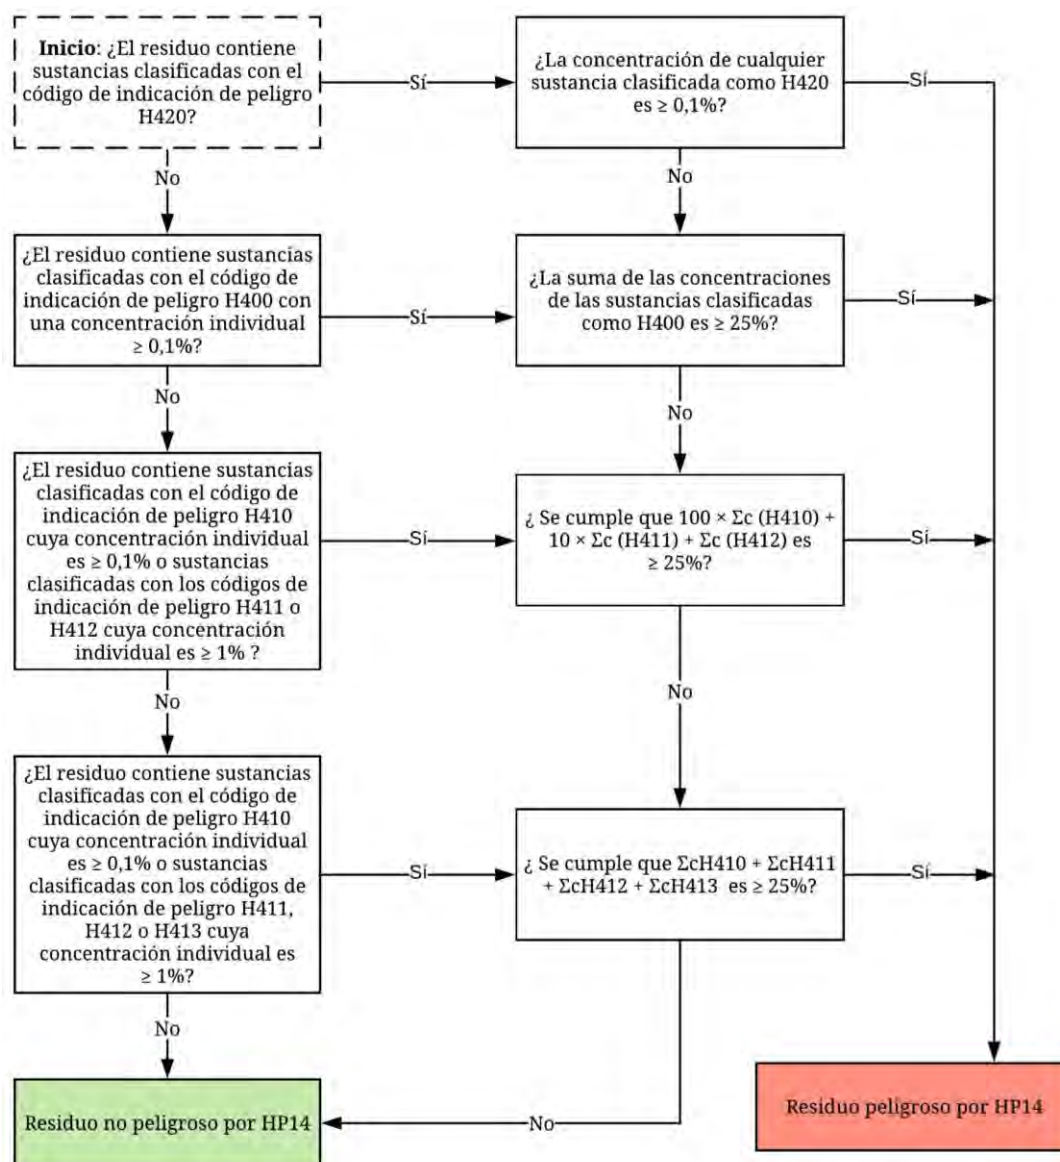 Inicio: ¿El residuo contiene
sustancias clasificadas con el
código de indicación de peligro
H420?
Sí
¿La concentración de cualquier
sustancia clasificada como H420
es ≥ 0,1%?
Sí
No
No
¿El residuo contiene sustancias
clasificadas con el código de
indicación de peligro H400 con
una concentración individual
≥ 0,1%?
Sí
¿La suma de las concentraciones
de las sustancias clasificadas
como H400 es ≥ 25%?
Sí
No
No
¿El residuo contiene sustancias
clasificadas con el código de
indicación de peligro H410
cuya concentración individual
es ≥ 0,1% o sustancias
clasificadas con los códigos de
indicación de peligro H411 o
H412 cuya concentración
individual es ≥ 1% ?
Sí
¿ Se cumple que 100 × Σc (H410) +
10 × Σc (H411) + Σc (H412) es
≥ 25%?
Sí
No
No
¿El residuo contiene sustancias
clasificadas con el código de
indicación de peligro H410
cuya concentración individual
es ≥ 0,1% o sustancias
clasificadas con los códigos de
indicación de peligro H411,
H412 o H413 cuya
concentración individual es
≥ 1%?
Sí
¿ Se cumple que ΣcH410 + ΣcH411
+ ΣcH412 + ΣcH413 es ≥ 25%?
Sí
No
Residuo no peligroso por HP14
No
Residuo peligroso por HP14